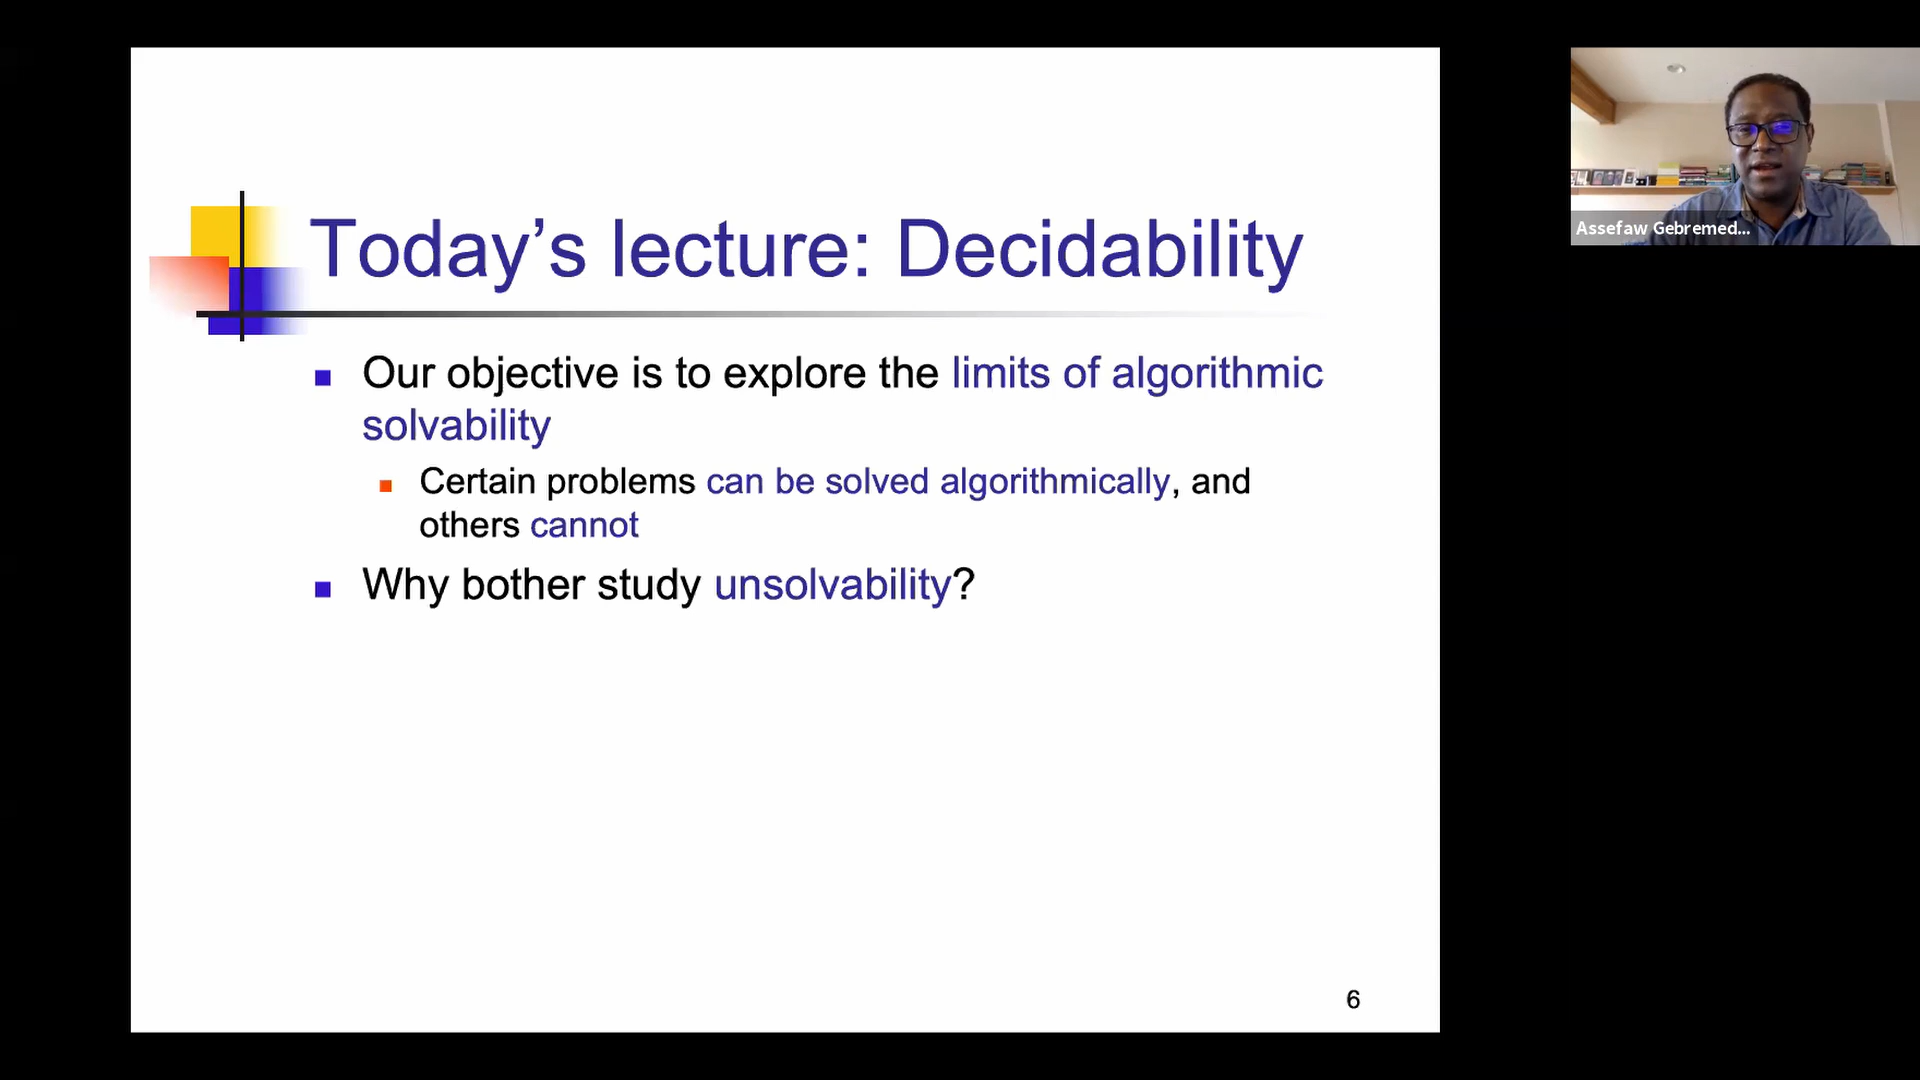 Today’s lecture: Decidability
Our objective is to explore the limits of algorithmic
solvability
Certain problems can be solved algorithmically, and
others cannot
Why bother study unsolvability?
6
Assefaw Gebremed...